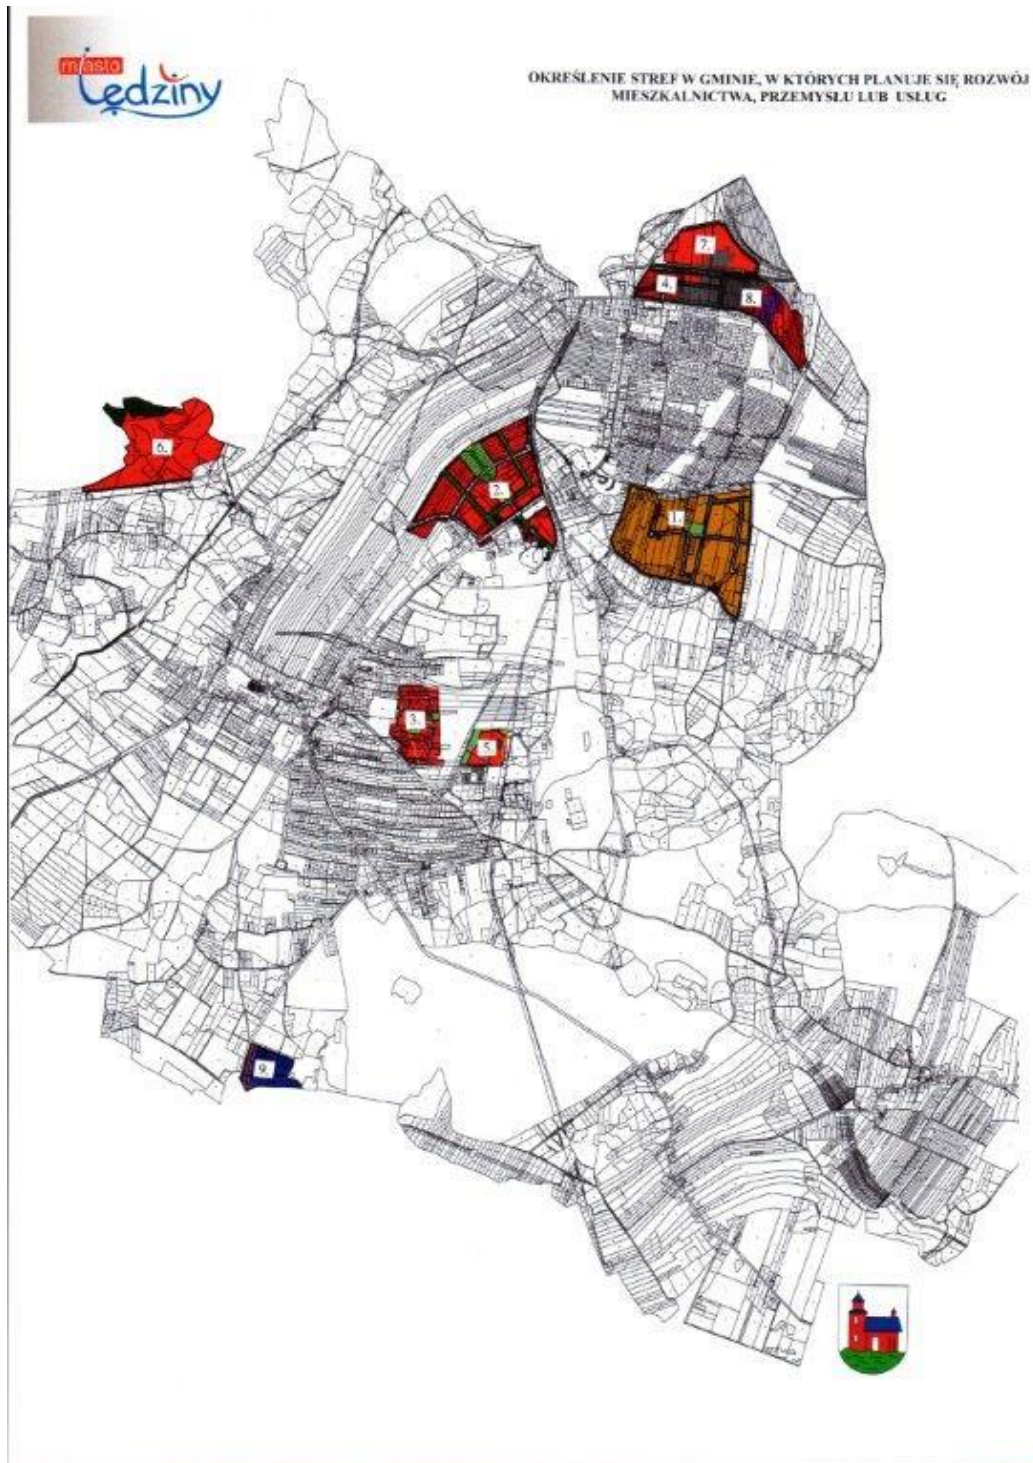 miasto
Lędziny
OKREŚLENIE STREF W GMINIE, W KTÓRYCH PLANUJE SIĘ ROZWÓJ
MIESZKALNICTWA, PRZEMYSŁU LUB USŁUG
7.
4.
8.
6.
2.
1.
3.
5.
9.